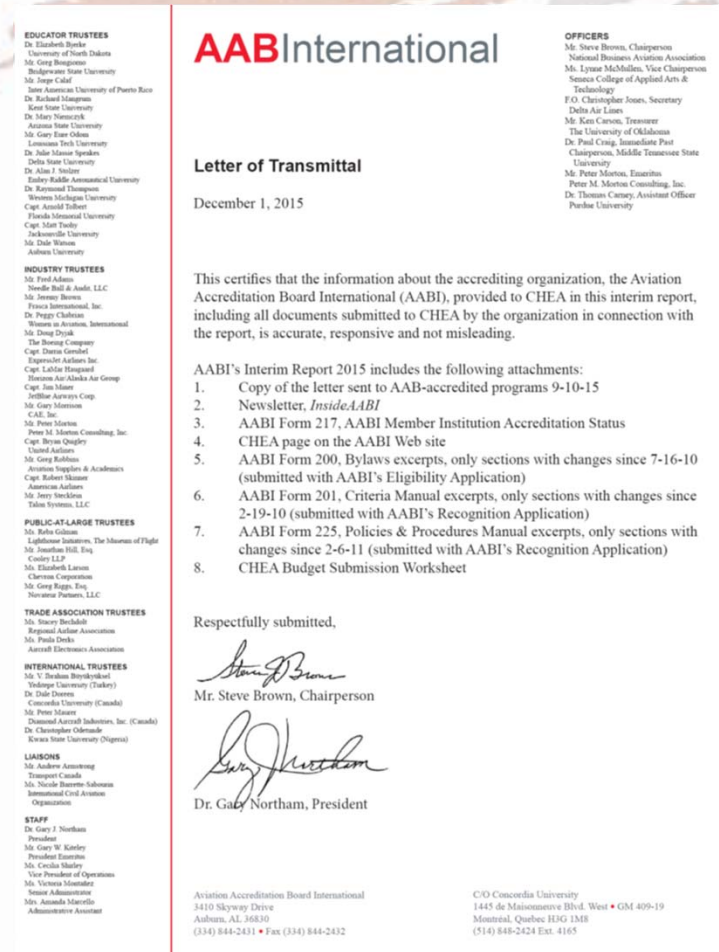 EDUCATOR TRUSTEES
Dr. Elizabeth Bjerke
University of North Dakota
Mr. Greg Bongiorno
Bridgewater State University
Mr. Jorge Calaf
Inter American University of Puerto Rico
Dr. Richard Mangrum
Kent State University
Dr. Mary Niemczyk
Arizona State University
Mr. Gary Eure Odom
Louisiana Tech University
Dr. Julie Massie Speakes
Delta State University
Dr. Alan J. Stolzer
Embry-Riddle Aeronautical University
Dr. Raymond Thompson
Western Michigan University
Capt. Arnold Tolbert
Florida Memorial University
Capt. Matt Tuohy
Jacksonville University
Mr. Dale Watson
Auburn University
INDUSTRY TRUSTEES
Mr. Fred Adams
Needle Ball & Audit, LLC
Mr. Jeremy Brown
Frasca International, Inc.
Dr. Peggy Chabrian
Women in Aviation, International
Mr. Doug Dyjak
The Boeing Company
Capt. Darrin Greubel
ExpressJet Airlines Inc.
Capt. LaMar Haugaard
Horizon Air/Alaska Air Group
Capt. Jim Maner
JetBlue Airways Corp.
Mr. Gary Morrison
CAE, Inc.
Mr. Peter Morton
Peter M. Morton Consulting, Inc.
Capt. Bryan Quigley
United Airlines
Mr. Greg Robbins
Aviation Supplies & Academics
Capt. Robert Skinner
American Airlines
Mr. Jerry Stecklein
Talon Systems, LLC
PUBLIC-AT-LARGE TRUSTEES
Ms. Reba Gilman
Lighthouse Initiatives, The Museum of Flight
Mr. Jonathan Hill, Esq.
Cooley LLP
Ms. Elizabeth Larson
Chevron Corporation
Mr. Greg Riggs, Esq.
Novateur Partners, LLC
TRADE ASSOCIATION TRUSTEES
Ms. Stacey Bechdolt
Regional Airline Association
Ms. Paula Derks
Aircraft Electronics Association
INTERNATIONAL TRUSTEES
Mr. V. Ibrahim Büyükyüksel
Yeditepe University (Turkey)
Dr. Dale Doreen
Concordia University (Canada)
Mr. Peter Maurer
Diamond Aircraft Industries, Inc. (Canada)
Dr. Christopher Odetunde
Kwara State University (Nigeria)
LIAISONS
Mr. Andrew Armstrong
Transport Canada
Ms. Nicole Barrette-Sabourin
International Civil Aviation
Organization
STAFF
Dr. Gary J. Northam
President
Mr. Gary W. Kiteley
President Emeritus
Ms. Cecilia Shirley
Vice President of Operations
Ms. Victoria Montañez
Senior Administrator
Mrs. Amanda Marcello
Administrative Assistant
AABInternational
OFFICERS
Mr. Steve Brown, Chairperson
National Business Aviation Association
Ms. Lynne McMullen, Vice Chairperson
Seneca College of Applied Arts &
Technology
F.O. Christopher Jones, Secretary
Delta Air Lines
Mr. Ken Carson, Treasurer
The University of Oklahoma
Dr. Paul Craig, Immediate Past
Chairperson, Middle Tennessee State
University
Mr. Peter Morton, Emeritus
Peter M. Morton Consulting, Inc.
Dr. Thomas Carney, Assistant Officer
Purdue University
Letter of Transmittal
December 1, 2015
This certifies that the information about the accrediting organization, the Aviation
Accreditation Board International (AABI), provided to CHEA in this interim report,
including all documents submitted to CHEA by the organization in connection with
the report, is accurate, responsive and not misleading.
AABI's Interim Report 2015 includes the following attachments:
1. Copy of the letter sent to AAB-accredited programs 9-10-15
2. Newsletter, InsideAABI
3. AABI Form 217, AABI Member Institution Accreditation Status
4. CHEA page on the AABI Web site
5. AABI Form 200, Bylaws excerpts, only sections with changes since 7-16-10
(submitted with AABI's Eligibility Application)
6. AABI Form 201, Criteria Manual excerpts, only sections with changes since
2-19-10 (submitted with AABI's Recognition Application)
7. AABI Form 225, Policies & Procedures Manual excerpts, only sections with
changes since 2-6-11 (submitted with AABI's Recognition Application)
8. CHEA Budget Submission Worksheet
Respectfully submitted,
Steve Brown
Mr. Steve Brown, Chairperson
Gary J Northam
Dr. Gary Northam, President
Aviation Accreditation Board International
3410 Skyway Drive
Auburn, AL 36830
(334) 844-2431 • Fax (334) 844-2432
C/O Concordia University
1445 de Maisonneuve Blvd. West • GM 409-19
Montréal, Quebec H3G 1M8
(514) 848-2424 Ext. 4165